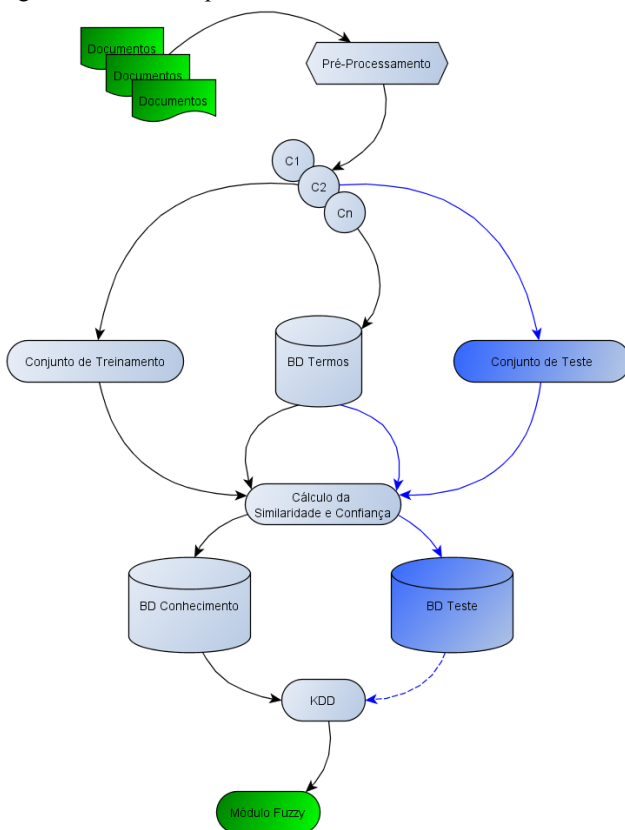 Documentos
Documentos
Documentos
Pré-Processamento
C1
C2
Cn
Conjunto de Treinamento
BD Termos
Conjunto de Teste
Cálculo da
Similaridade e Confiança
BD Conhecimento
BD Teste
KDD
Módulo Fuzzy